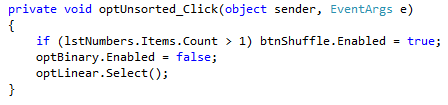 private void optUnsorted_Click(object sender, EventArgs e)
{
    if (lstNumbers.Items.Count > 1) btnShuffle.Enabled = true;
    optBinary.Enabled = false;
    optLinear.Select();
}